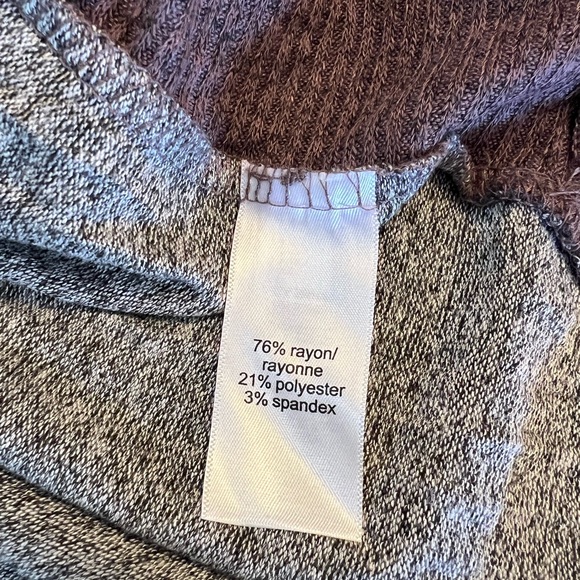 76% rayon/
rayonne
21% polyester
3% spandex